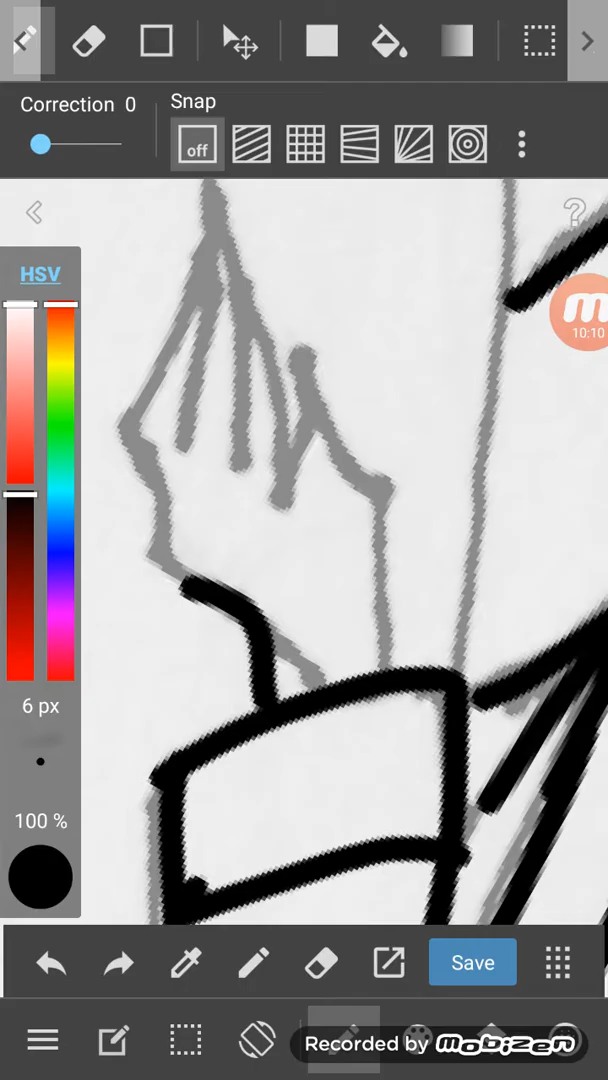 Correction 0
Snap
off
?
HSV
10:10
6 px
100 %
Save
Recorded by mobizen